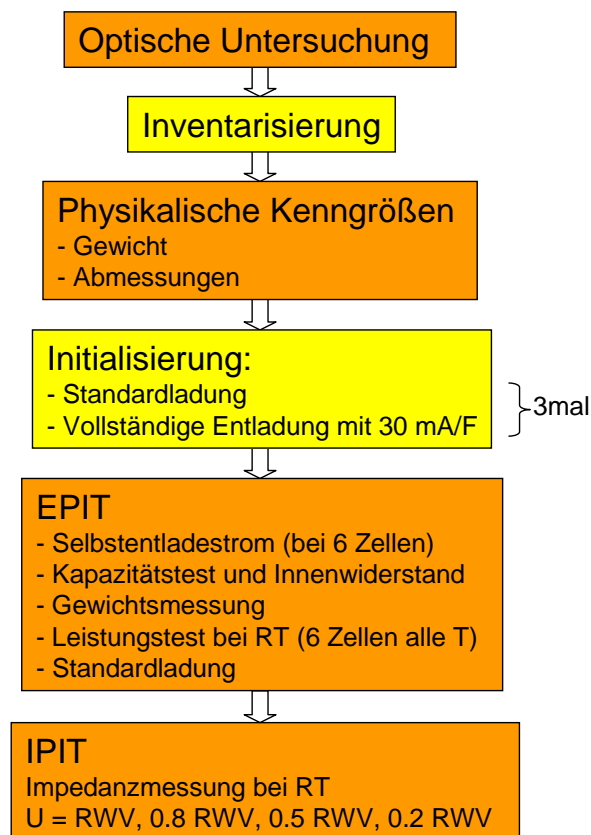 Optische Untersuchung
Inventarisierung
Physikalische Kenngrößen
- Gewicht
- Abmessungen
Initialisierung:
- Standardladung
- Vollständige Entladung mit 30 mA/F
3mal
EPIT
- Selbstentladestrom (bei 6 Zellen)
- Kapazitätstest und Innenwiderstand
- Gewichtsmessung
- Leistungstest bei RT (6 Zellen alle T)
- Standardladung
IPIT
Impedanzmessung bei RT
U = RWV, 0.8 RWV, 0.5 RWV, 0.2 RWV